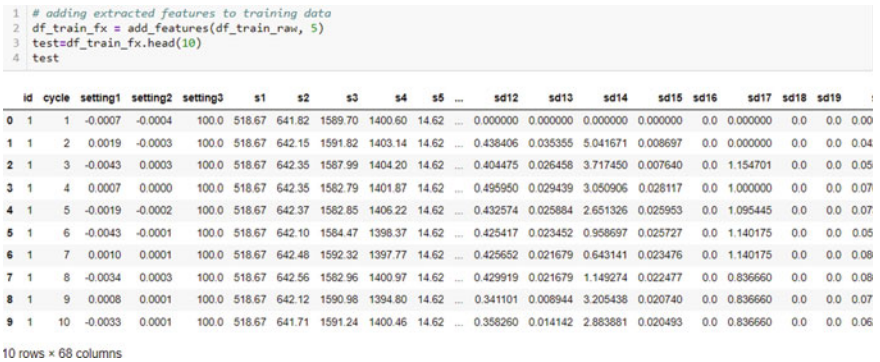 1 # adding extracted features to training data
2 df_train_fx = add_features(df_train_raw, 5)
3 test=df_train_fx.head(10)
4 test
id cycle setting1 setting2 setting3 s1 s2 s3 s4 s5 ... sd12 sd13 sd14 sd15 sd16 sd17 sd18 sd19
0 1 1 -0.0007 -0.0004 100.0 518.67 641.82 1589.70 1400.60 14.62 ... 0.000000 0.000000 0.000000 0.000000 0.0 0.000000 0.0 0.0 0.00
1 1 2 0.0019 -0.0003 100.0 518.67 642.15 1591.82 1403.14 14.62 ... 0.438406 0.035355 5.041671 0.008697 0.0 0.000000 0.0 0.0 0.04
2 1 3 -0.0043 0.0003 100.0 518.67 642.35 1587.99 1404.20 14.62 ... 0.404475 0.026458 3.717450 0.007640 0.0 1.154701 0.0 0.0 0.05
3 1 4 0.0007 0.0000 100.0 518.67 642.35 1582.79 1401.87 14.62 ... 0.495950 0.029439 3.050906 0.028117 0.0 1.000000 0.0 0.0 0.07
4 1 5 -0.0019 -0.0002 100.0 518.67 642.37 1582.85 1406.22 14.62 ... 0.432574 0.025884 2.651326 0.025953 0.0 1.095445 0.0 0.0 0.07
5 1 6 -0.0043 -0.0001 100.0 518.67 642.10 1584.47 1398.37 14.62 ... 0.425417 0.023452 0.958697 0.025727 0.0 1.140175 0.0 0.0 0.05
6 1 7 0.0010 0.0001 100.0 518.67 642.48 1592.32 1397.77 14.62 ... 0.425652 0.021679 0.643141 0.023476 0.0 1.140175 0.0 0.0 0.08
7 1 8 -0.0034 0.0003 100.0 518.67 642.56 1582.96 1400.97 14.62 ... 0.429919 0.021679 1.149274 0.022477 0.0 0.836660 0.0 0.0 0.08
8 1 9 0.0008 0.0001 100.0 518.67 642.12 1590.98 1394.80 14.62 ... 0.341101 0.008944 3.205438 0.020740 0.0 0.836660 0.0 0.0 0.07
9 1 10 -0.0033 0.0001 100.0 518.67 641.71 1591.24 1400.46 14.62 ... 0.358260 0.014142 2.883881 0.020493 0.0 0.836660 0.0 0.0 0.06
10 rows × 68 columns